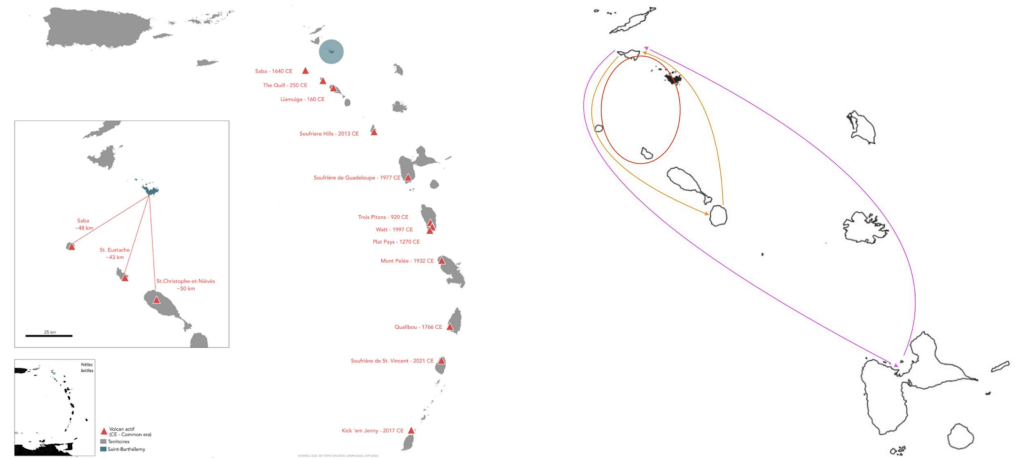 Saba - 1640 CE
The Quill - 250 CE
Liamuiga - 160 CE
Soufriere Hills - 2013 CE
Soufrière de Guadeloupe - 1977 CE
Trois Pitons - 920 CE
Watt - 1997 CE
Plat Pays - 1270 CE
Mont Pelée - 1932 CE
Qualibou - 1766 CE
Soufrière de St. Vincent - 2021 CE
Kick 'em Jenny - 2017 CE
Saba
~48 km
St. Eustache
~43 km
St.Christophe-et-Niévès
~50 km
25 km
Petites
Antilles
Volcan actif
(CE - Common era)
Territoires
Saint-Barthélemy